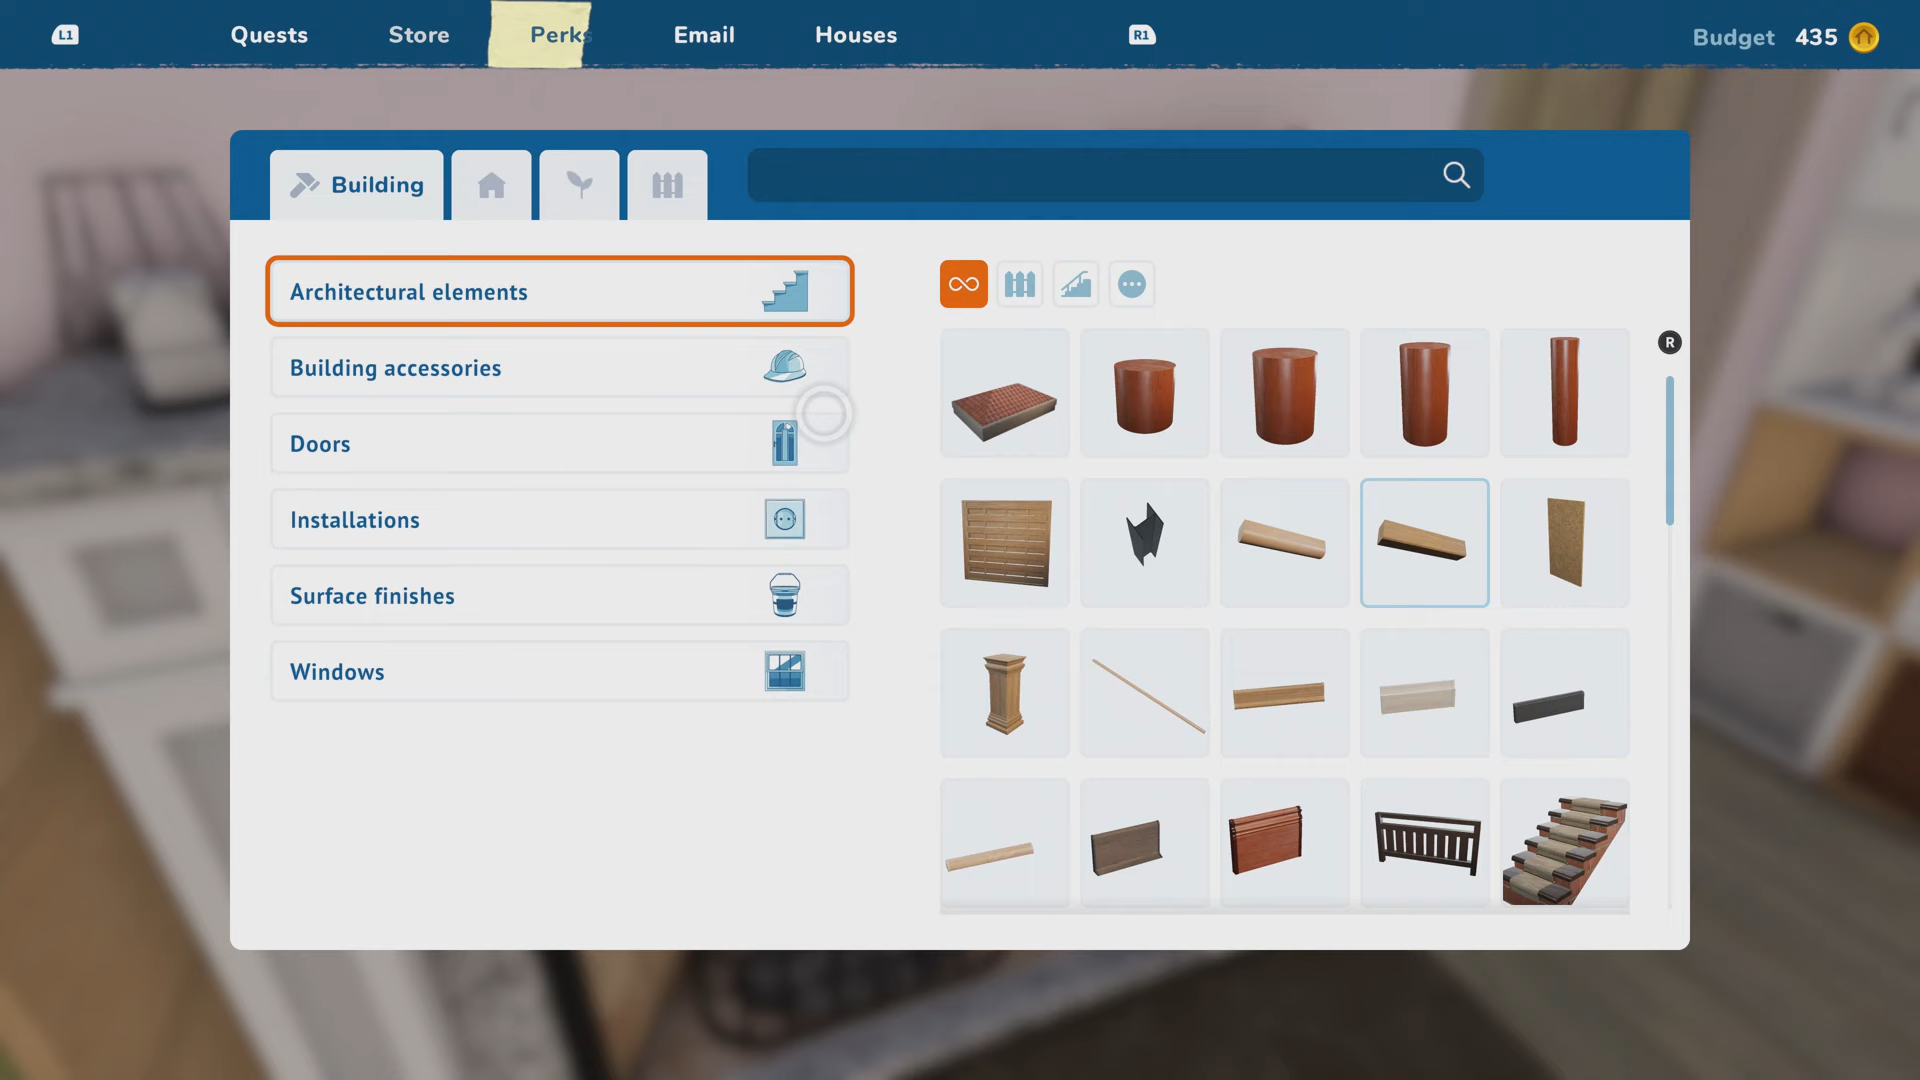 L1
Quests
Store
Perks
Email
Houses
R1
Budget 435
Building
Architectural elements
Building accessories
Doors
Installations
Surface finishes
Windows
R